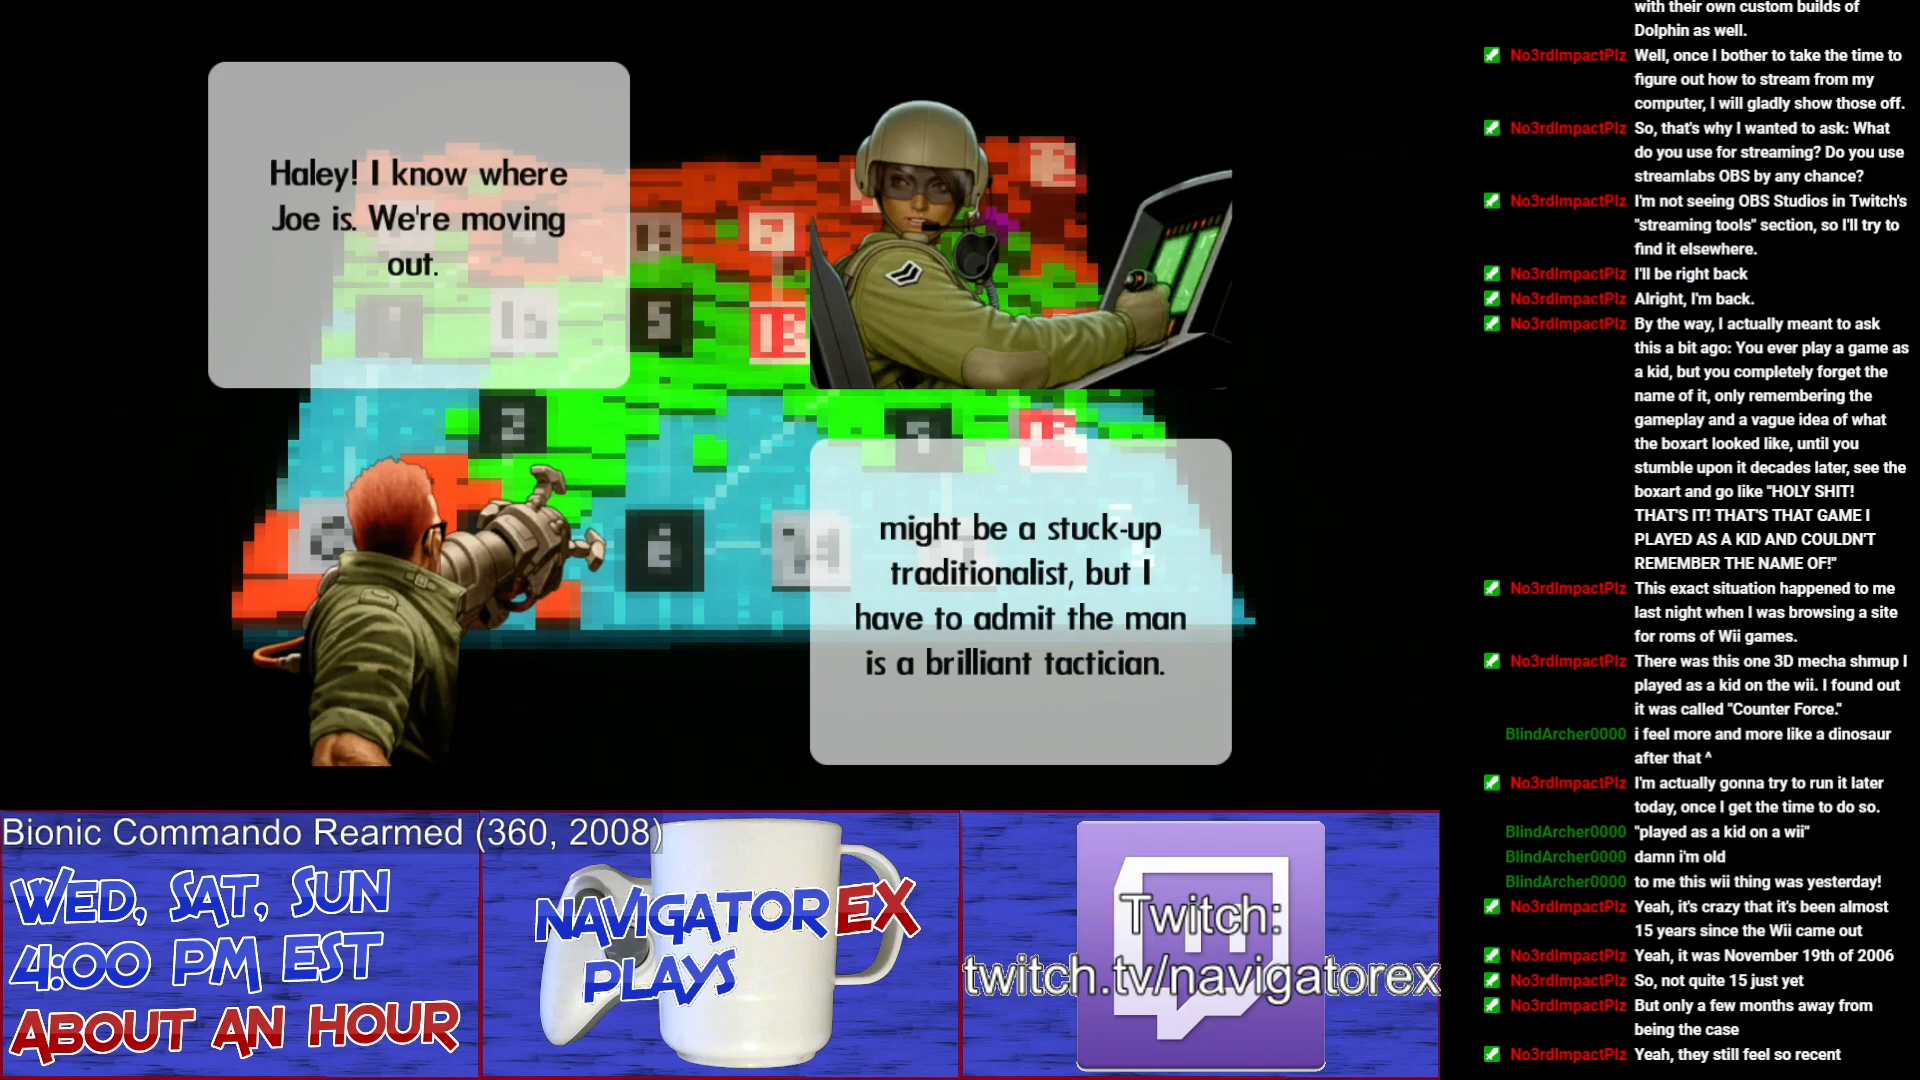 Haley! I know where
Joe is. We're moving
out.
might be a stuck-up
traditionalist, but I
have to admit the man
is a brilliant tactician.
5
2
Bionic Commando Rearmed (360, 2008)
WED, SAT, SUN
4:00 PM EST
ABOUT AN HOUR
NAVIGATOREX
PLAYS
Twitch:
twitch.tv/navigatorex
with their own custom builds of
Dolphin as well.
No3rdImpactPlz Well, once I bother to take the time to
figure out how to stream from my
computer, I will gladly show those off.
No3rdImpactPlz So, that's why I wanted to ask: What
do you use for streaming? Do you use
streamlabs OBS by any chance?
No3rdImpactPlz I'm not seeing OBS Studios in Twitch's
"streaming tools" section, so I'll try to
find it elsewhere.
No3rdImpactPlz I'll be right back
No3rdImpactPlz Alright, I'm back.
No3rdImpactPlz By the way, I actually meant to ask
this a bit ago: You ever play a game as
a kid, but you completely forget the
name of it, only remembering the
gameplay and a vague idea of what
the boxart looked like, until you
stumble upon it decades later, see the
boxart and go like "HOLY SHIT!
THAT'S IT! THAT'S THAT GAME I
PLAYED AS A KID AND COULDN'T
REMEMBER THE NAME OF!"
No3rdImpactPlz This exact situation happened to me
last night when I was browsing a site
for roms of Wii games.
No3rdImpactPlz There was this one 3D mecha shmup I
played as a kid on the wii. I found out
it was called "Counter Force."
BlindArcher0000 i feel more and more like a dinosaur
after that ^
No3rdImpactPlz I'm actually gonna try to run it later
today, once I get the time to do so.
BlindArcher0000 "played as a kid on a wii"
BlindArcher0000 damn i'm old
BlindArcher0000 to me this wii thing was yesterday!
No3rdImpactPlz Yeah, it's crazy that it's been almost
15 years since the Wii came out
No3rdImpactPlz Yeah, it was November 19th of 2006
No3rdImpactPlz So, not quite 15 just yet
No3rdImpactPlz But only a few months away from
being the case
No3rdImpactPlz Yeah, they still feel so recent